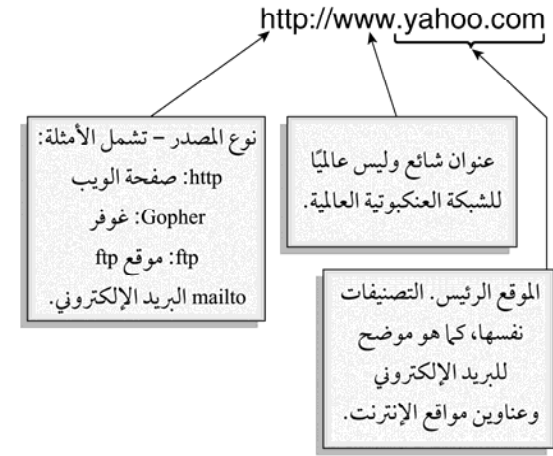 http://www.yahoo.com
نوع المصدر – تشمل الأمثلة:
http: صفحة الويب
Gopher: غوفر
ftp: موقع ftp
mailto البريد الإلكتروني.
عنوان شائع وليس عالميًا
للشبكة العنكبوتية العالمية.
الموقع الرئيس. التصنيفات
نفسها، كما هو موضح
للبريد الإلكتروني
وعناوين مواقع الإنترنت.